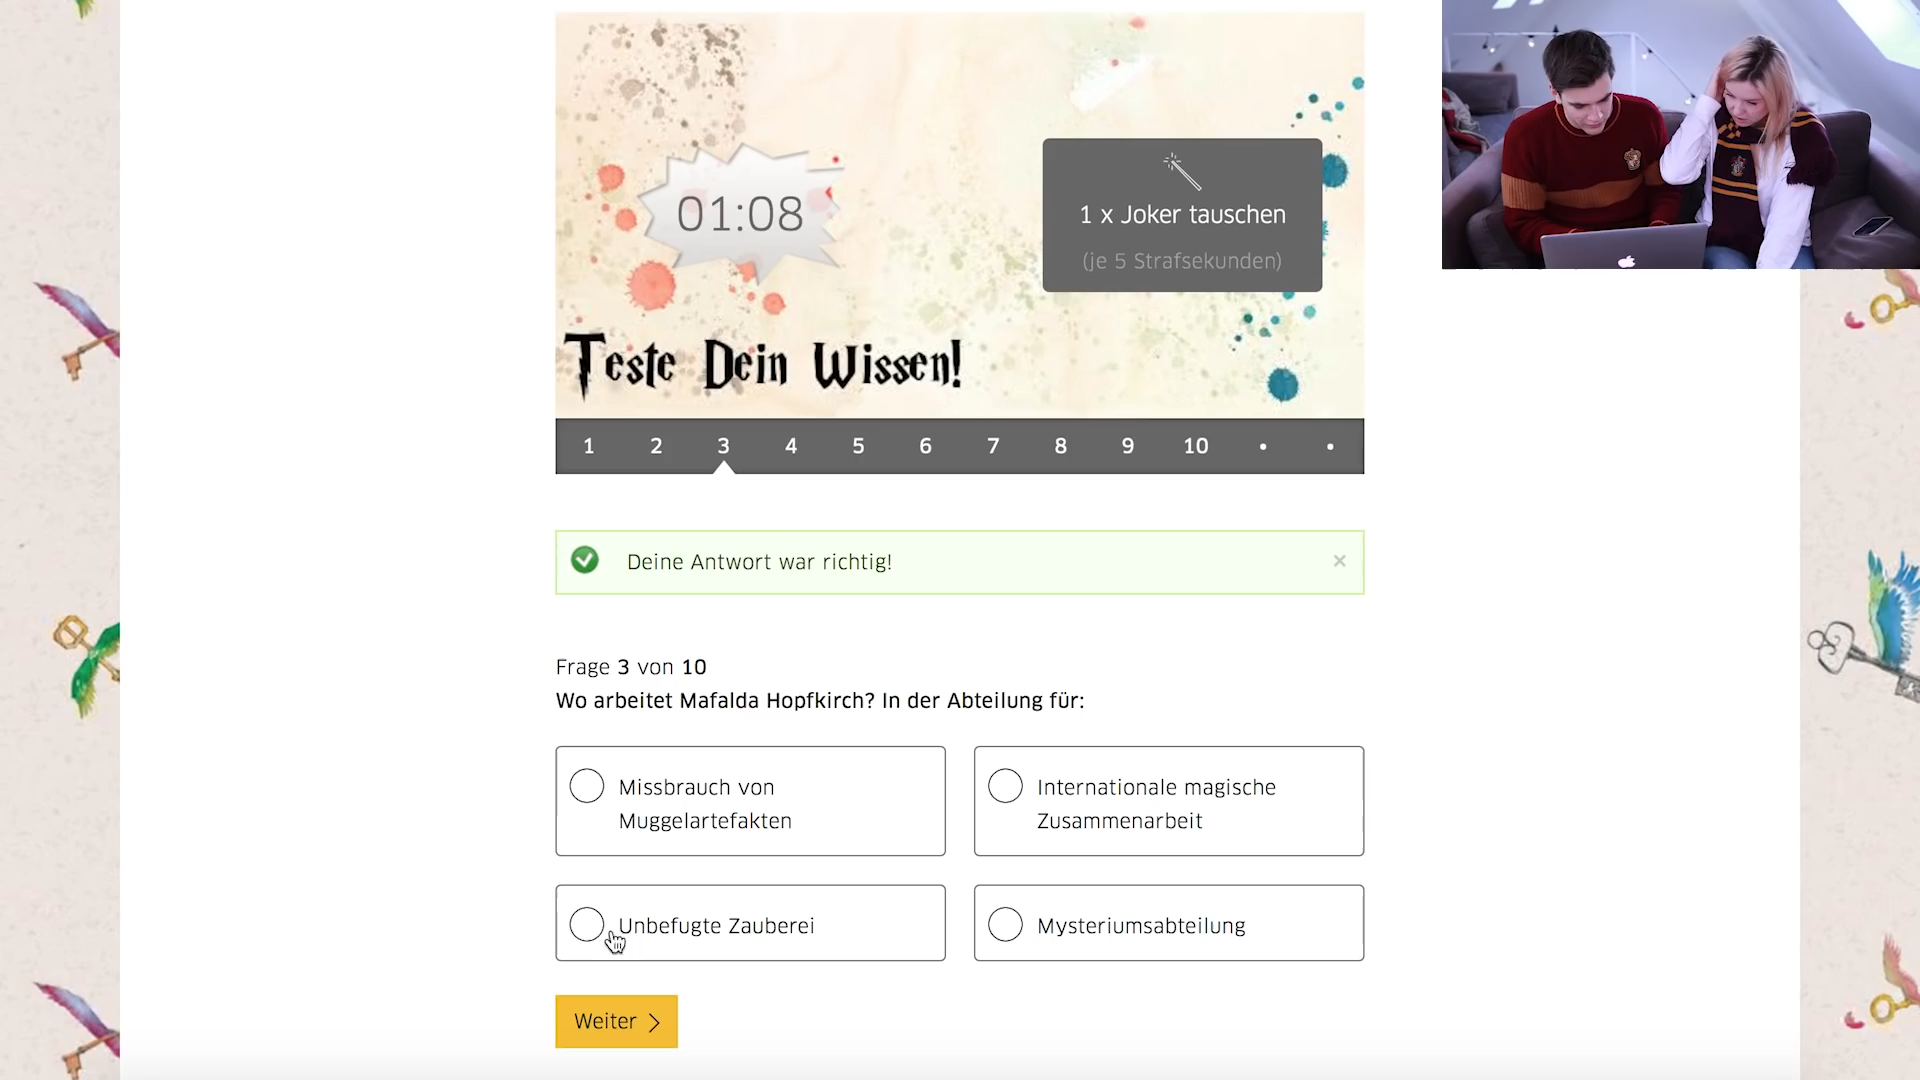 01:08
1 x Joker tauschen
(je 5 Strafsekunden)
Teste Dein Wissen!
1 2 3 4 5 6 7 8 9 10 • •
Deine Antwort war richtig! ×
Frage 3 von 10
Wo arbeitet Mafalda Hopfkirch? In der Abteilung für:
Missbrauch von
Muggelartefakten
Internationale magische
Zusammenarbeit
Unbefugte Zauberei
Mysteriumsabteilung
Weiter >